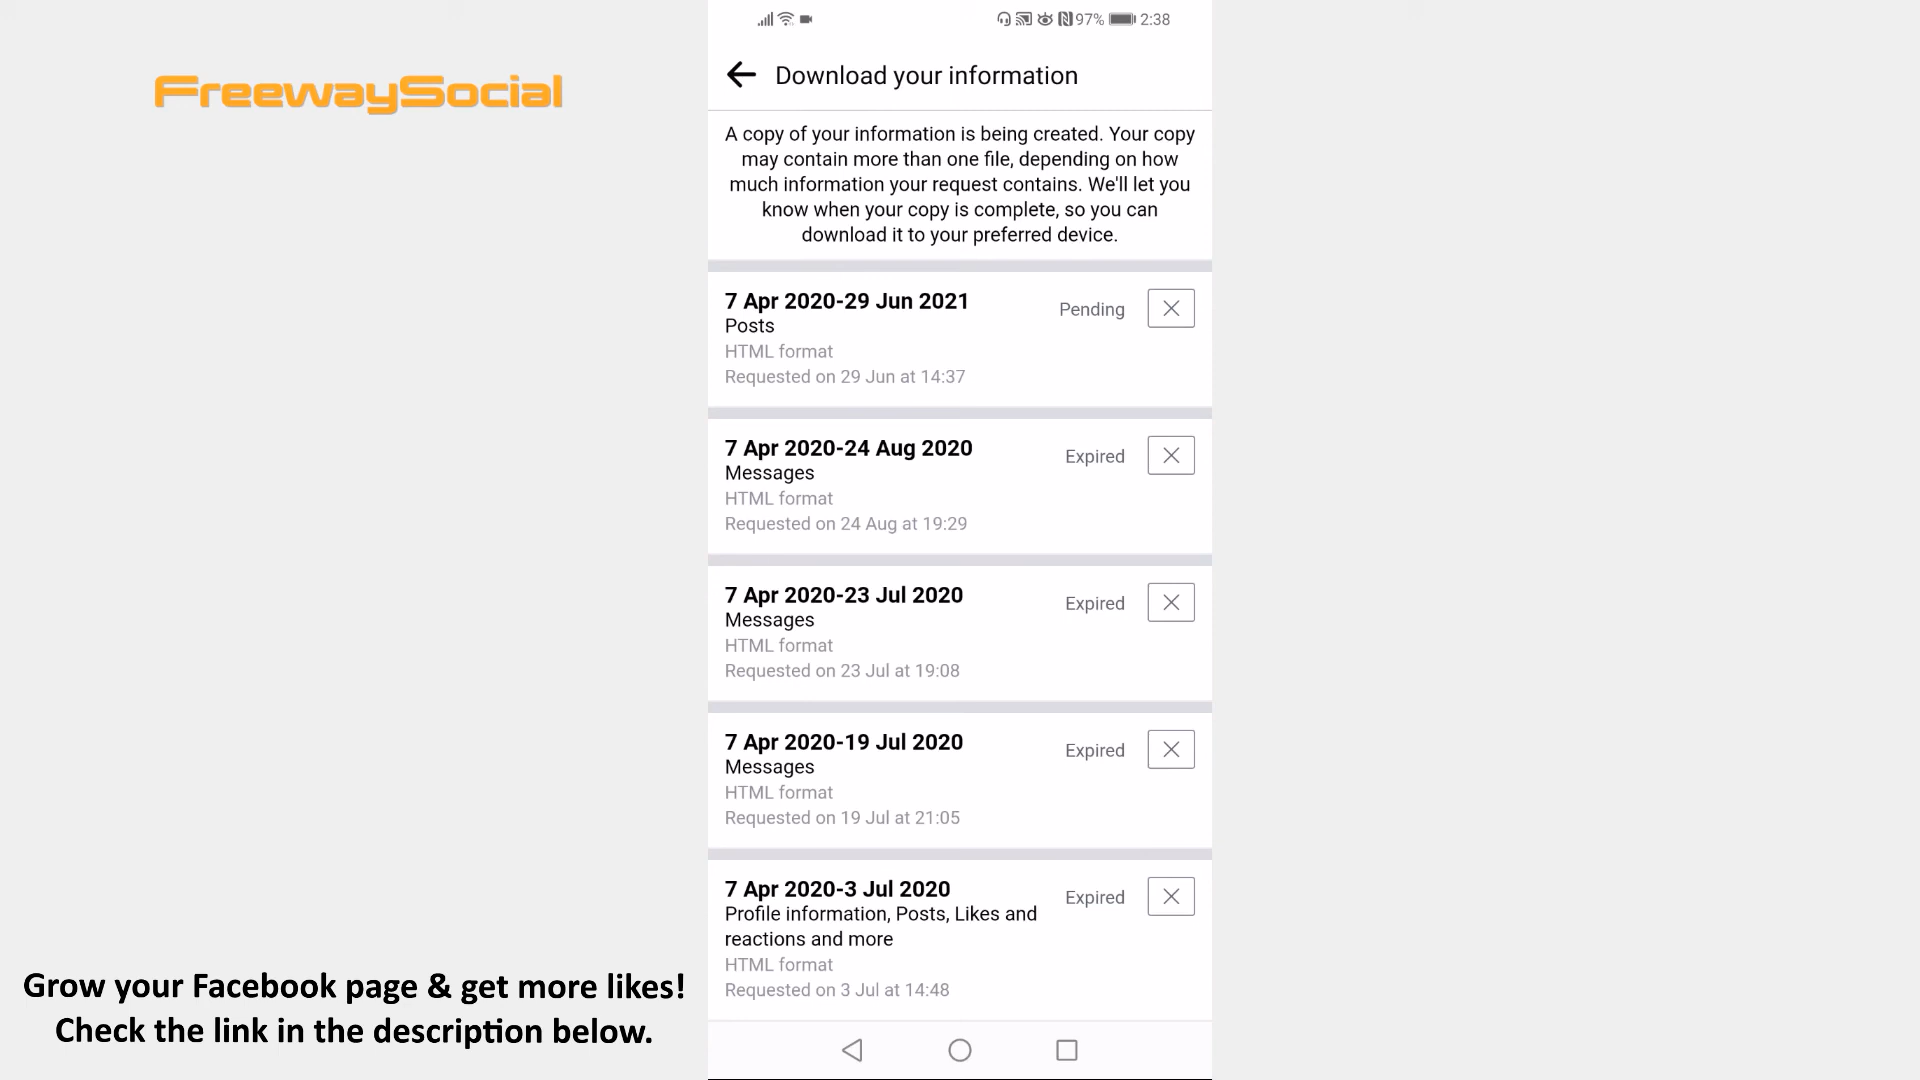 97% 2:38
FreewaySocial
Download your information
A copy of your information is being created. Your copy
may contain more than one file, depending on how
much information your request contains. We'll let you
know when your copy is complete, so you can
download it to your preferred device.
7 Apr 2020-29 Jun 2021
Pending
Posts
HTML format
Requested on 29 Jun at 14:37
7 Apr 2020-24 Aug 2020
Expired
Messages
HTML format
Requested on 24 Aug at 19:29
7 Apr 2020-23 Jul 2020
Expired
Messages
HTML format
Requested on 23 Jul at 19:08
7 Apr 2020-19 Jul 2020
Expired
Messages
HTML format
Requested on 19 Jul at 21:05
7 Apr 2020-3 Jul 2020
Expired
Profile information, Posts, Likes and
reactions and more
HTML format
Requested on 3 Jul at 14:48
Grow your Facebook page & get more likes!
Check the link in the description below.